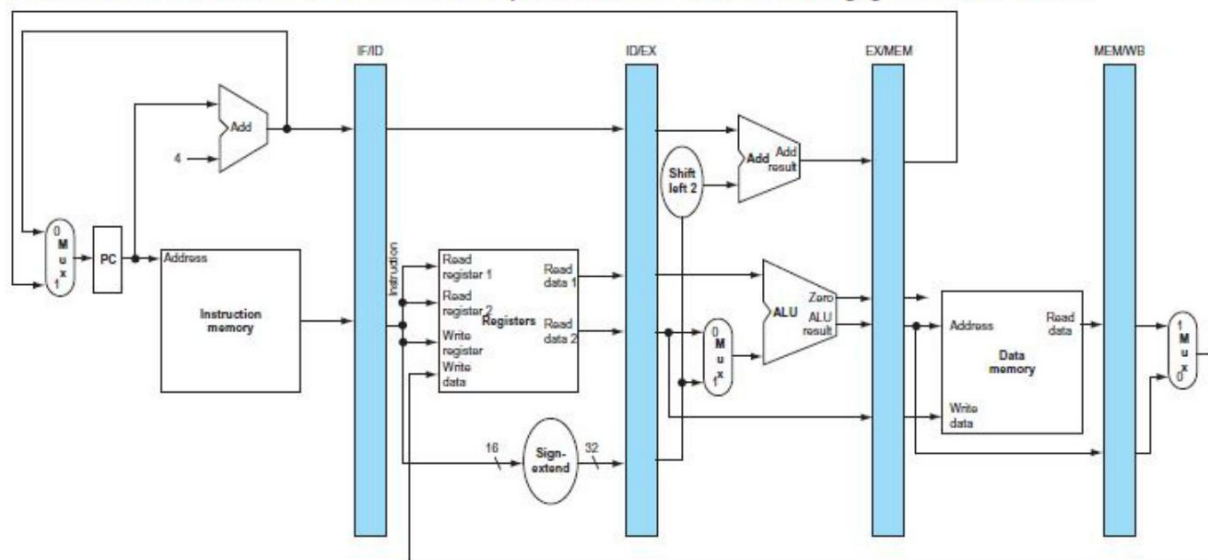 IF/ID
ID/EX
EX/MEM
MEM/WB
Add
4
Shift
left 2
Add
Add
result
0
M
u
x
1
PC
Address
Instruction
memory
Instruction
Read
register 1
Read
register 2
Write
register
Write
data
Registers
Read
data 1
Read
data 2
0
M
u
x
1
Zero
ALU
ALU
result
Address
Read
data
Data
memory
Write
data
1
M
u
x
0
16
Sign-
extend
32